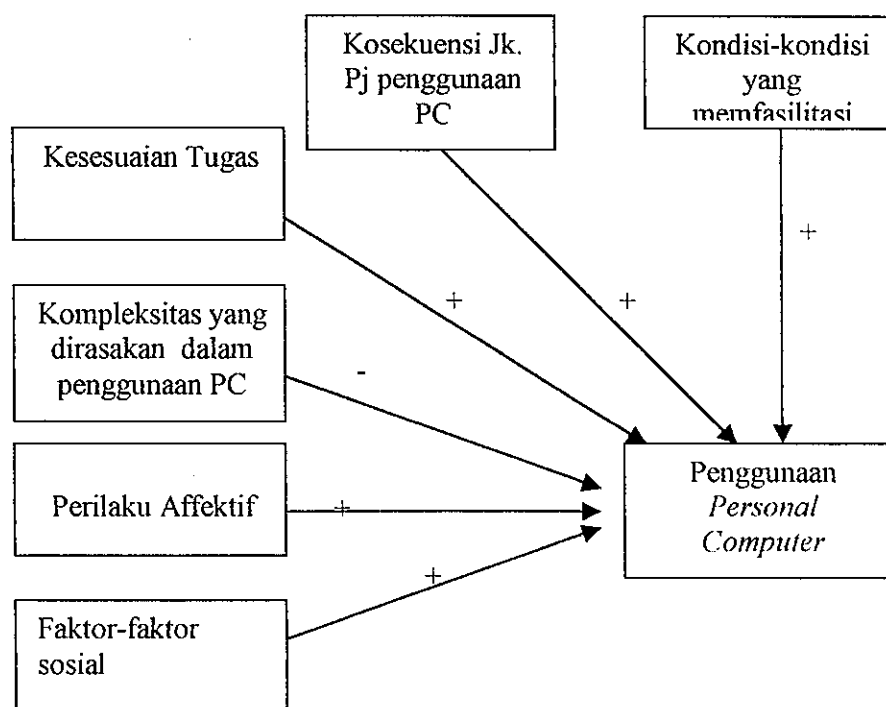 Kosekuensi Jk.
Pj penggunaan
PC
Kondisi-kondisi
yang
memfasilitasi
Kesesuaian Tugas
+
+
+
Kompleksitas yang
dirasakan dalam
penggunaan PC
-
Perilaku Affektif
+
Penggunaan
Personal
Computer
+
Faktor-faktor
sosial